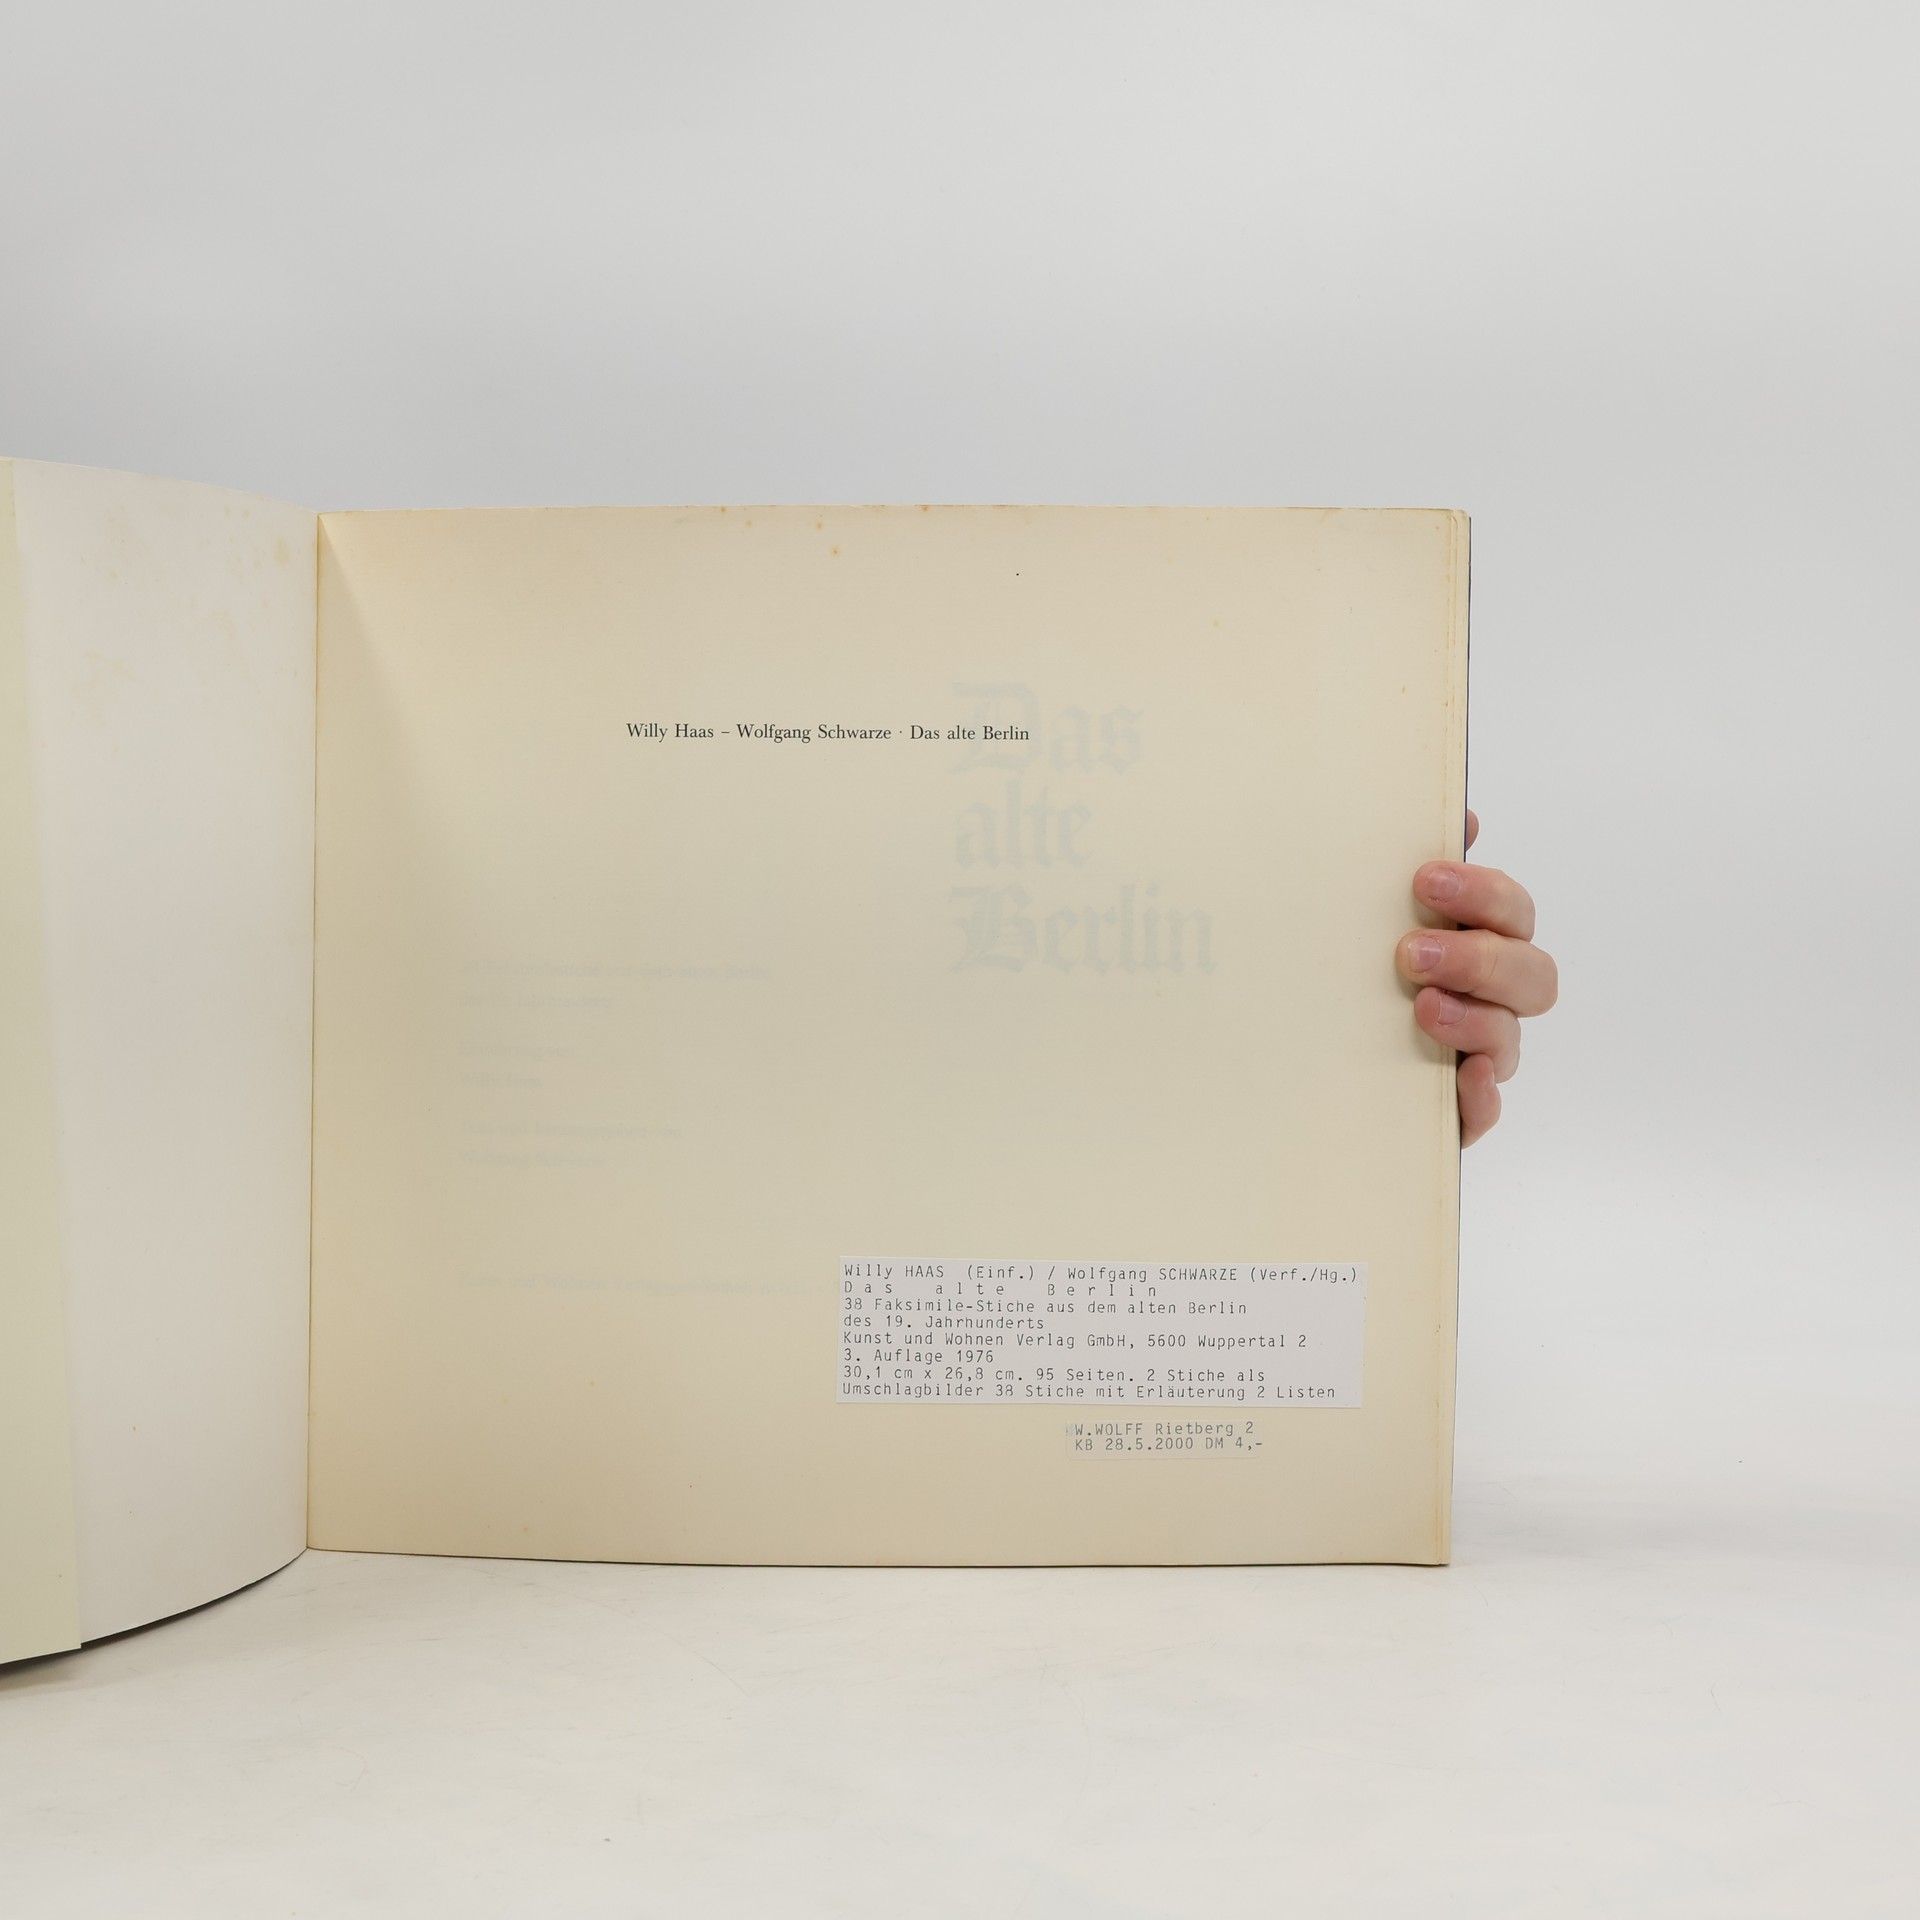 Willy Haas – Wolfgang Schwarze · Das alte Berlin
Das
alte
Berlin
Willy HAAS (Einf.) / Wolfgang SCHWARZE (Verf./Hg.)
D a s a l t e B e r l i n
38 Faksimile-Stiche aus dem alten Berlin
des 19. Jahrhunderts
Kunst und Wohnen Verlag GmbH, 5600 Wuppertal 2
3. Auflage 1976
30,1 cm x 26,8 cm. 95 Seiten. 2 Stiche als
Umschlagbilder 38 Stiche mit Erläuterung 2 Listen
W.WOLFF Rietberg 2
KB 28.5.2000 DM 4,-